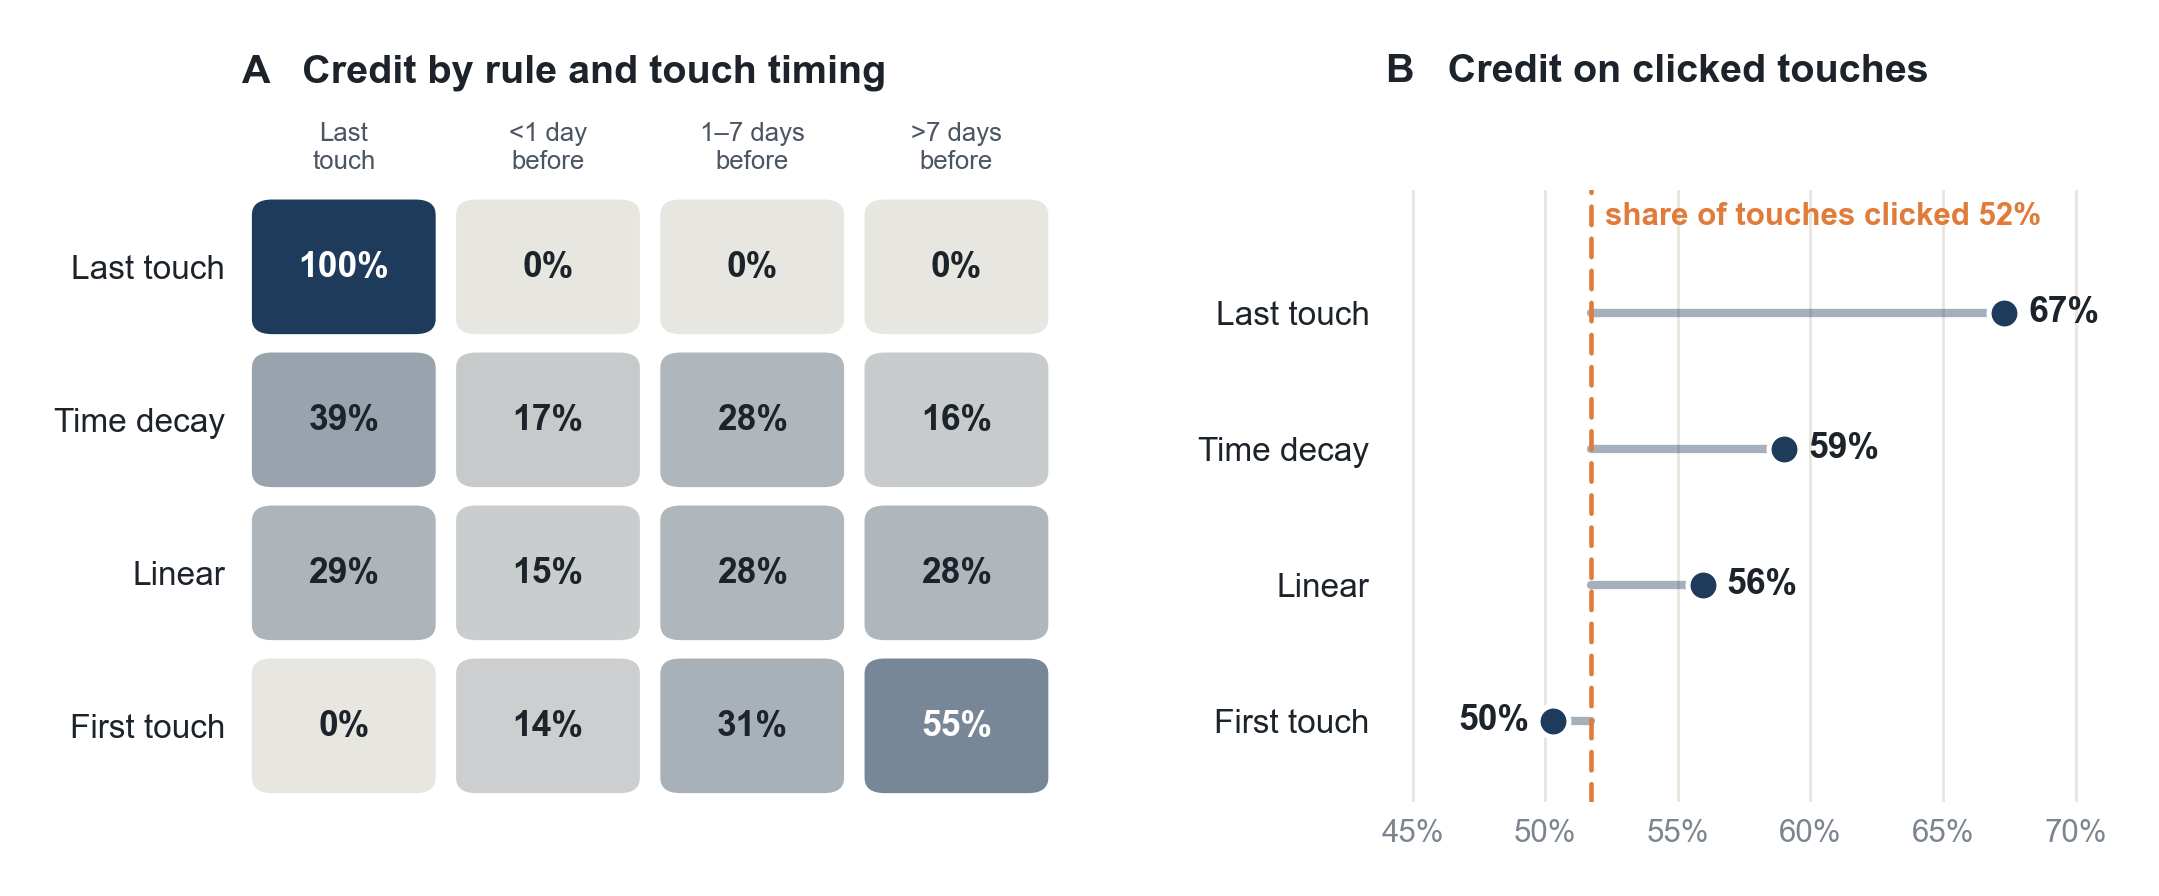 A Credit by rule and touch timing
Last touch
<1 day before
1–7 days before
>7 days before
Last touch 100% 0% 0% 0%
Time decay 39% 17% 28% 16%
Linear 29% 15% 28% 28%
First touch 0% 14% 31% 55%
B Credit on clicked touches
share of touches clicked 52%
Last touch 67%
Time decay 59%
Linear 56%
First touch 50%
45% 50% 55% 60% 65% 70%